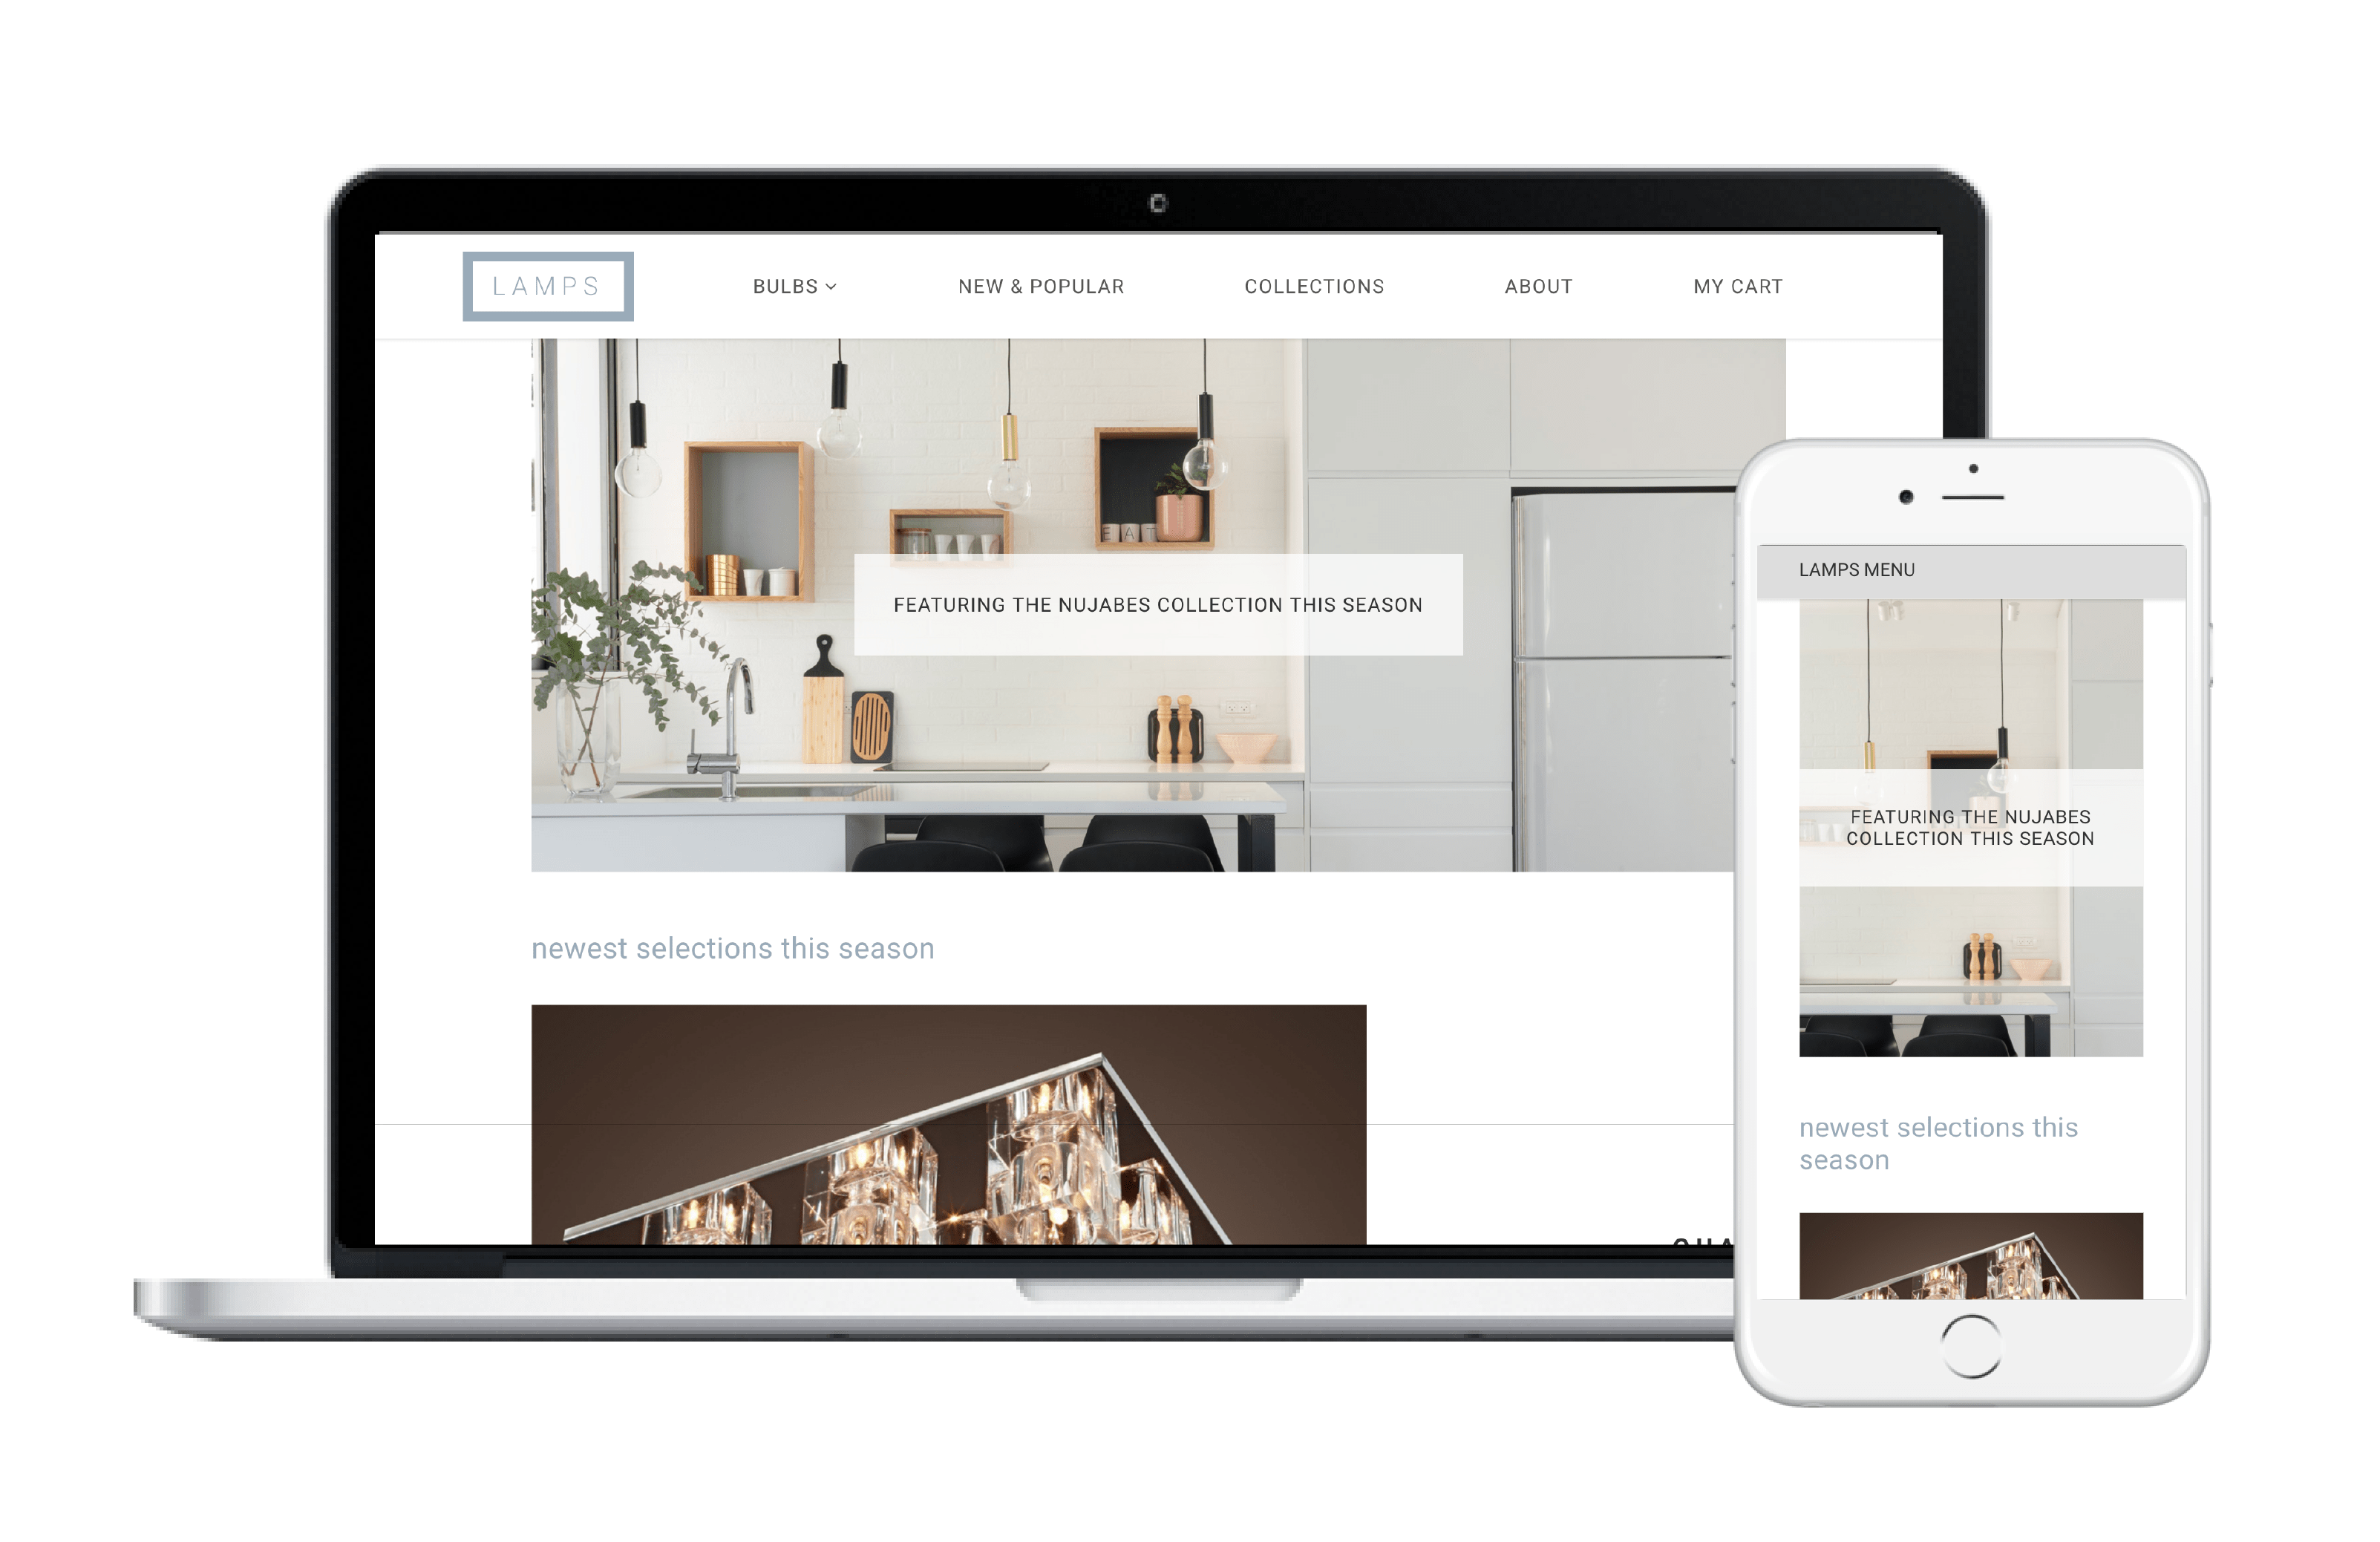 LAMPS
BULBS
NEW & POPULAR
COLLECTIONS
ABOUT
MY CART
EAT
FEATURING THE NUJABES COLLECTION THIS SEASON
newest selections this season
LAMPS MENU
FEATURING THE NUJABES
COLLECTION THIS SEASON
newest selections this
season